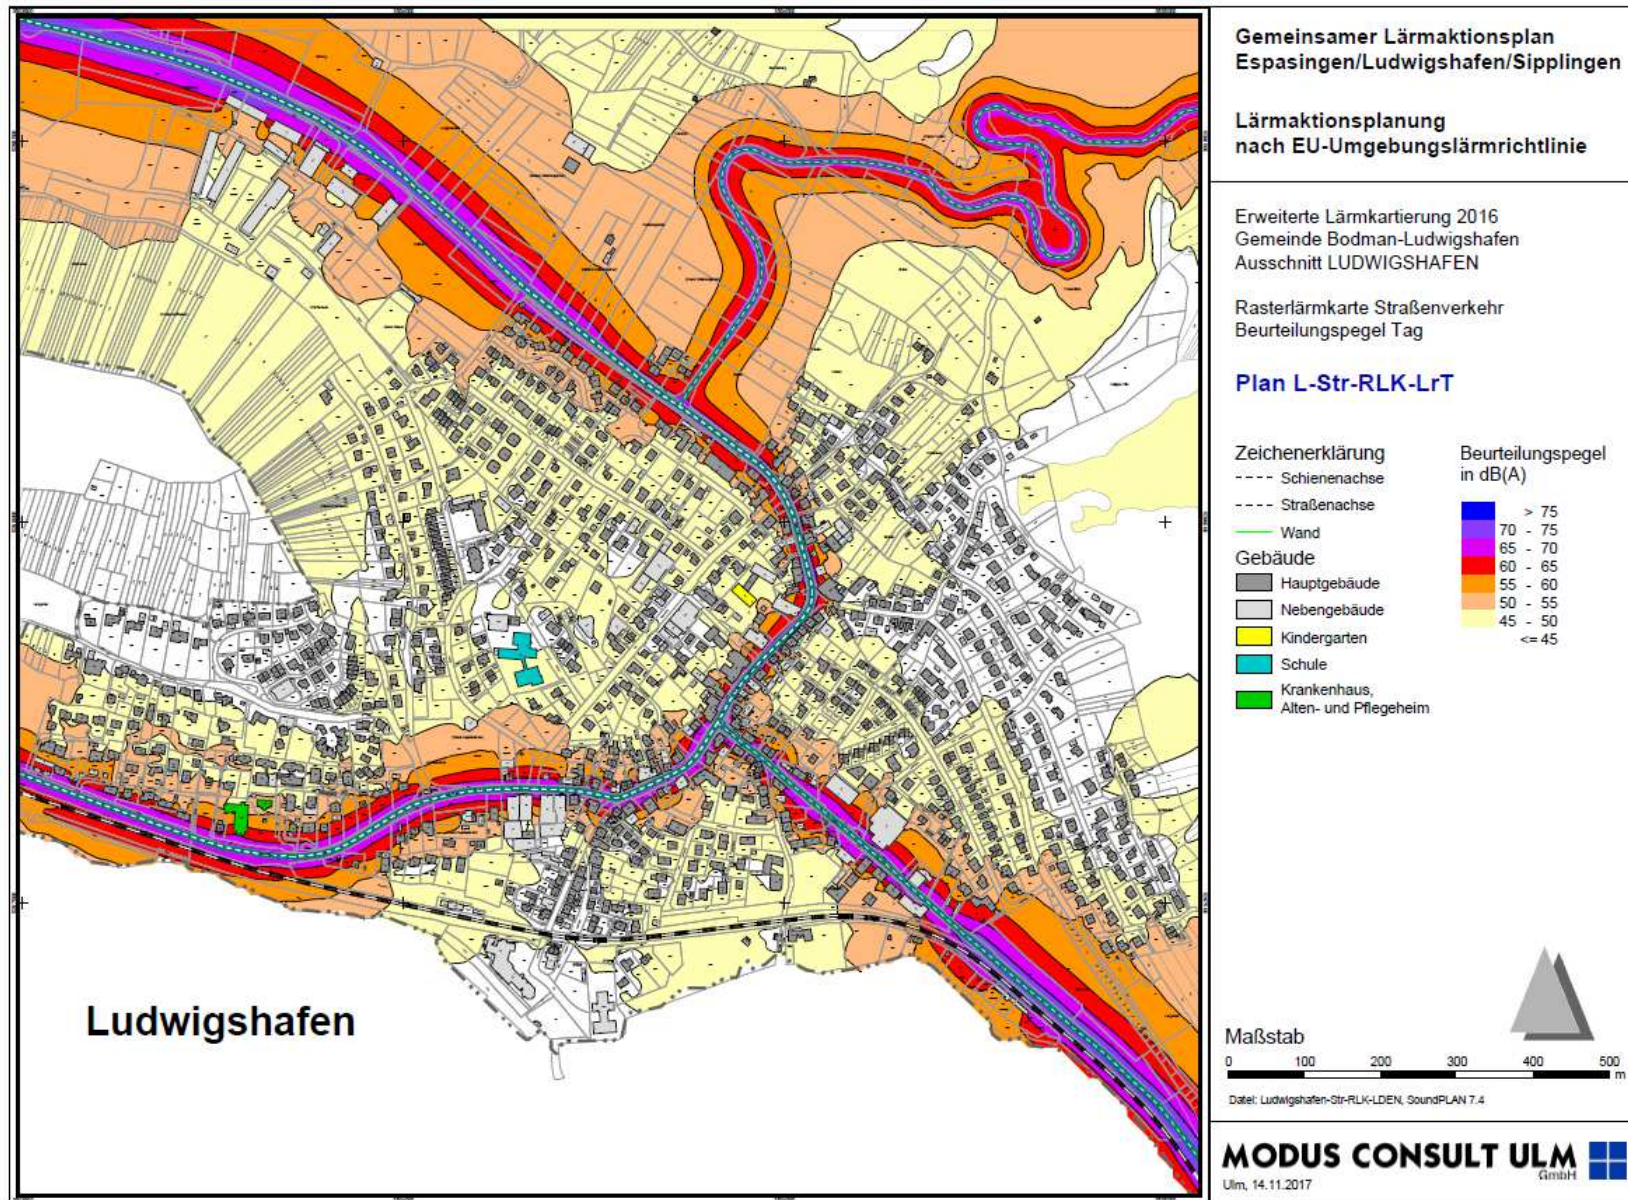 Gemeinsamer Lärmaktionsplan
Espasingen/Ludwigshafen/Sipplingen
Lärmaktionsplanung
nach EU-Umgebungslärmrichtlinie
Erweiterte Lärmkartierung 2016
Gemeinde Bodman-Ludwigshafen
Ausschnitt LUDWIGSHAFEN
Rasterlärmkarte Straßenverkehr
Beurteilungspegel Tag
Plan L-Str-RLK-LrT
Zeichenerklärung
Schienenachse
Straßenachse
Wand
Gebäude
Hauptgebäude
Nebengebäude
Kindergarten
Schule
Krankenhaus,
Alten- und Pflegeheim
Beurteilungspegel
in dB(A)
> 75
70 - 75
65 - 70
60 - 65
55 - 60
50 - 55
45 - 50
<= 45
Ludwigshafen
Maßstab
0 100 200 300 400 500
m
Datei: Ludwigshafen-Str-RLK-LDEN, SoundPLAN 7.4
MODUS CONSULT ULM
GmbH
Ulm, 14.11.2017